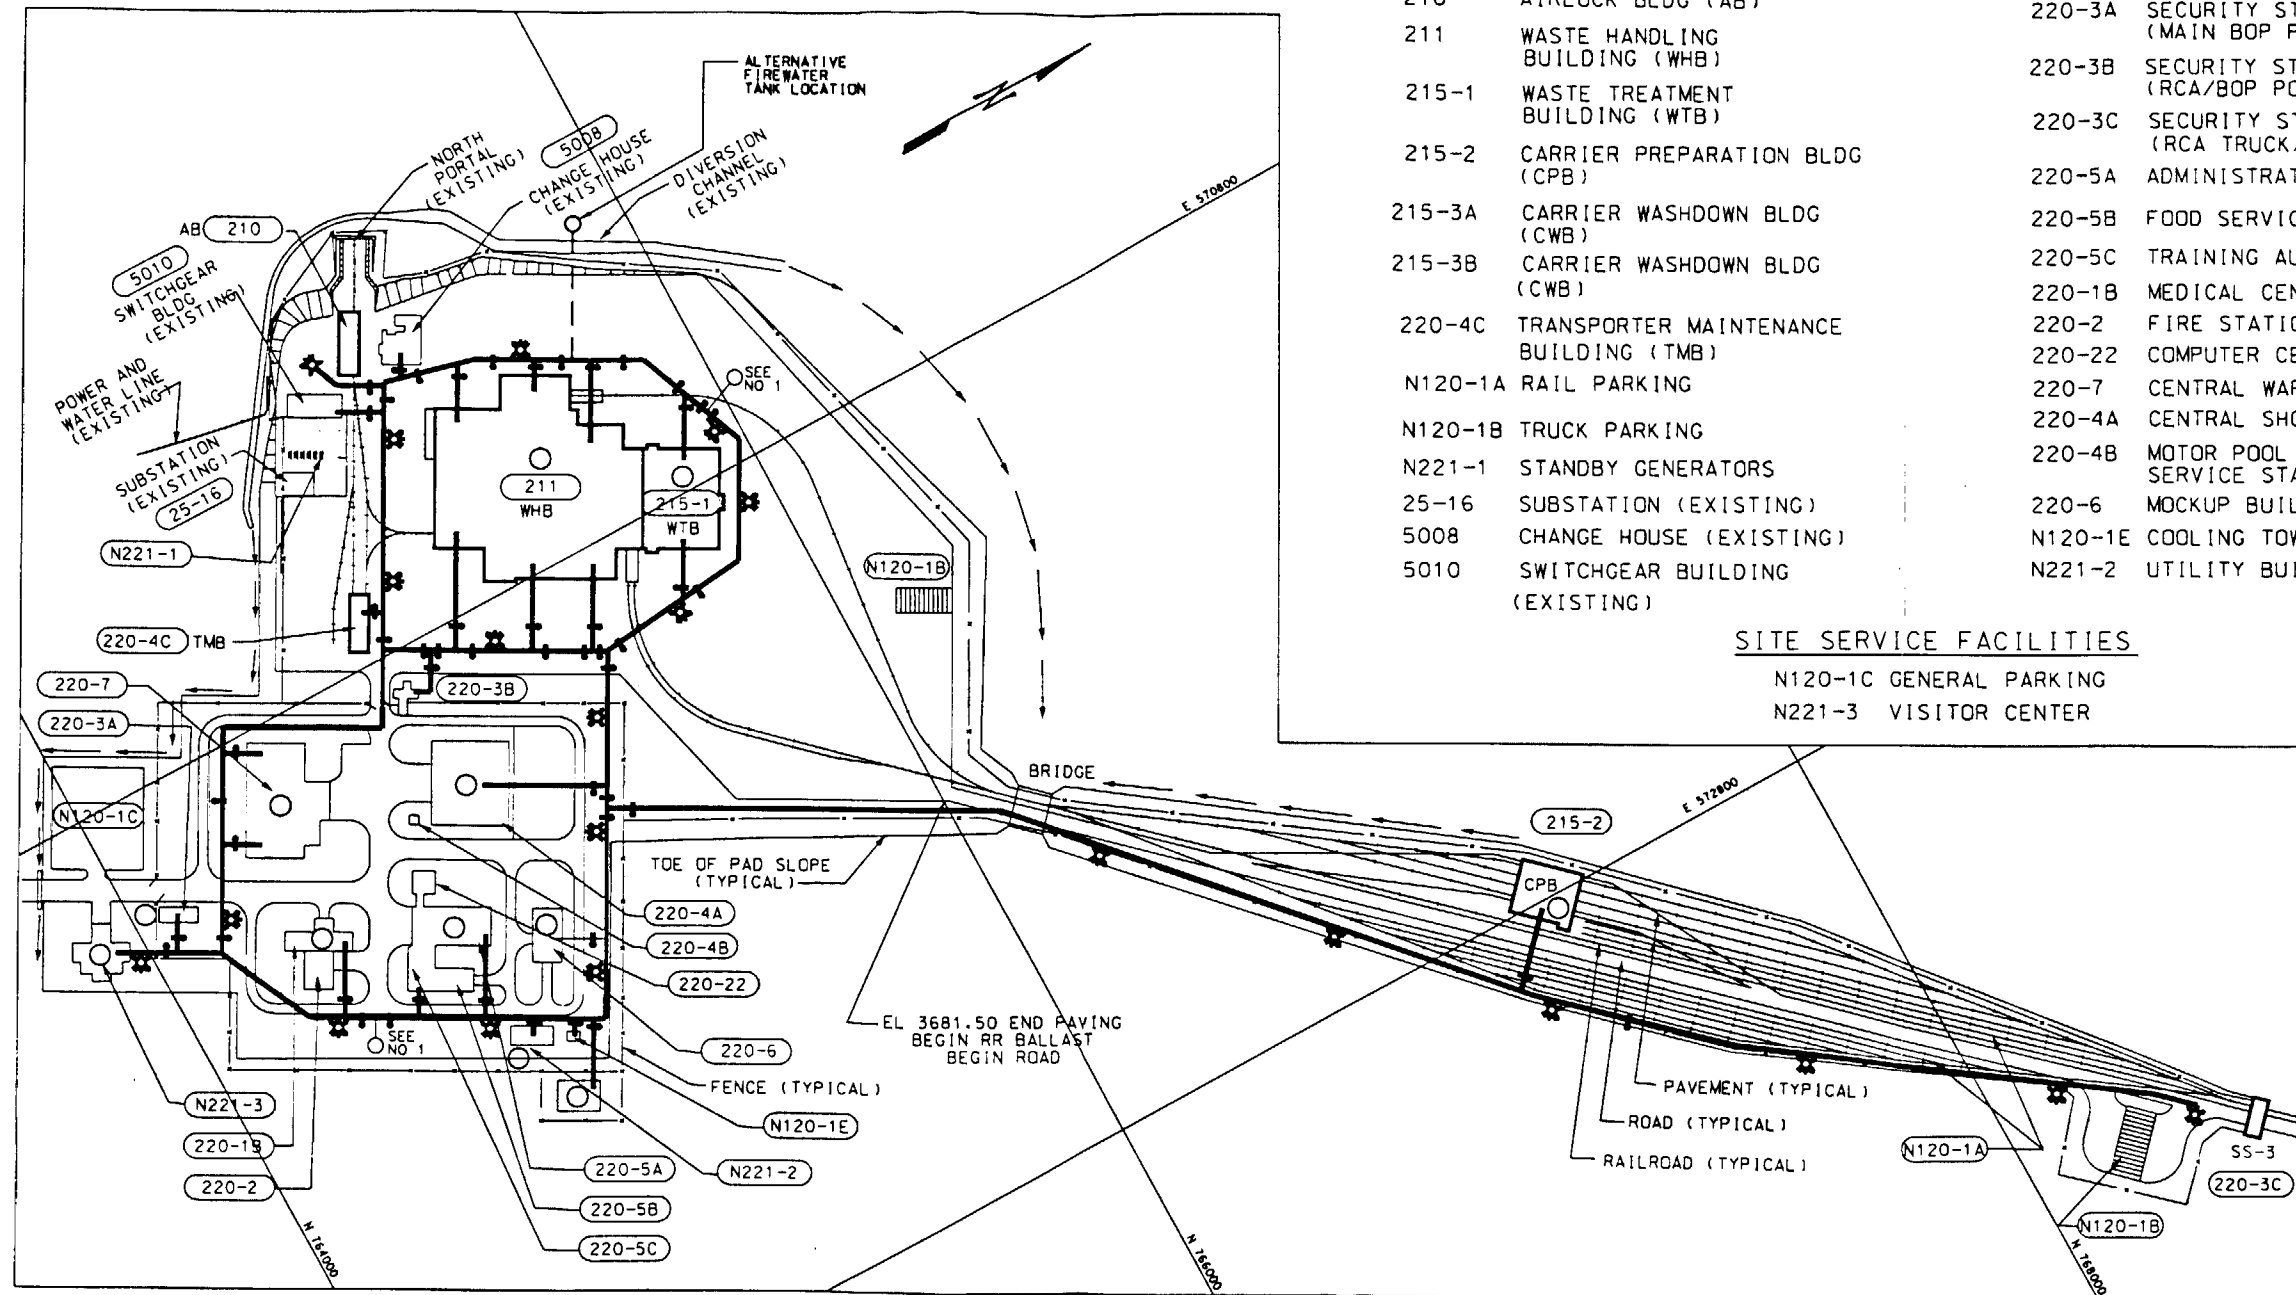 ALTERNATIVE
FIREWATER
TANK LOCATION
NORTH
PORTAL
(EXISTING)
5008
CHANGE HOUSE
(EXISTING)
DIVERSION
CHANNEL
(EXISTING)
N
E 570800
AB 210
5010
SWITCHGEAR
BLDG
(EXISTING)
POWER AND
WATER LINE
(EXISTING)
SUBSTATION
(EXISTING)
25-16
N221-1
220-4C TMB
SEE
NO 1
211
WHB
215-1
WTB
N120-1B
220-7
220-3A
220-3B
N120-1C
BRIDGE
E 572800
215-2
CPB
TOE OF PAD SLOPE
(TYPICAL)
220-4A
220-4B
220-22
EL 3681.50 END PAVING
BEGIN RR BALLAST
BEGIN ROAD
SEE
NO 1
220-6
FENCE (TYPICAL)
N120-1E
N221-3
220-1B
220-2
220-5A
N221-2
220-5B
220-5C
PAVEMENT (TYPICAL)
ROAD (TYPICAL)
RAILROAD (TYPICAL)
N120-1A
SS-3
220-3C
N120-1B
N 764000
N 766000
N 768000
210 AIRLOCK BLDG (AB)
211 WASTE HANDLING
BUILDING (WHB)
215-1 WASTE TREATMENT
BUILDING (WTB)
215-2 CARRIER PREPARATION BLDG
(CPB)
215-3A CARRIER WASHDOWN BLDG
(CWB)
215-3B CARRIER WASHDOWN BLDG
(CWB)
220-4C TRANSPORTER MAINTENANCE
BUILDING (TMB)
N120-1A RAIL PARKING
N120-1B TRUCK PARKING
N221-1 STANDBY GENERATORS
25-16 SUBSTATION (EXISTING)
5008 CHANGE HOUSE (EXISTING)
5010 SWITCHGEAR BUILDING
(EXISTING)
220-3A SECURITY ST
(MAIN BOP P
220-3B SECURITY ST
(RCA/BOP PO
220-3C SECURITY ST
(RCA TRUCK/
220-5A ADMINISTRAT
220-5B FOOD SERVIC
220-5C TRAINING AU
220-1B MEDICAL CEN
220-2 FIRE STATIO
220-22 COMPUTER CE
220-7 CENTRAL WAR
220-4A CENTRAL SHO
220-4B MOTOR POOL
SERVICE STA
220-6 MOCKUP BUIL
N120-1E COOLING TOW
N221-2 UTILITY BUI
SITE SERVICE FACILITIES
N120-1C GENERAL PARKING
N221-3 VISITOR CENTER